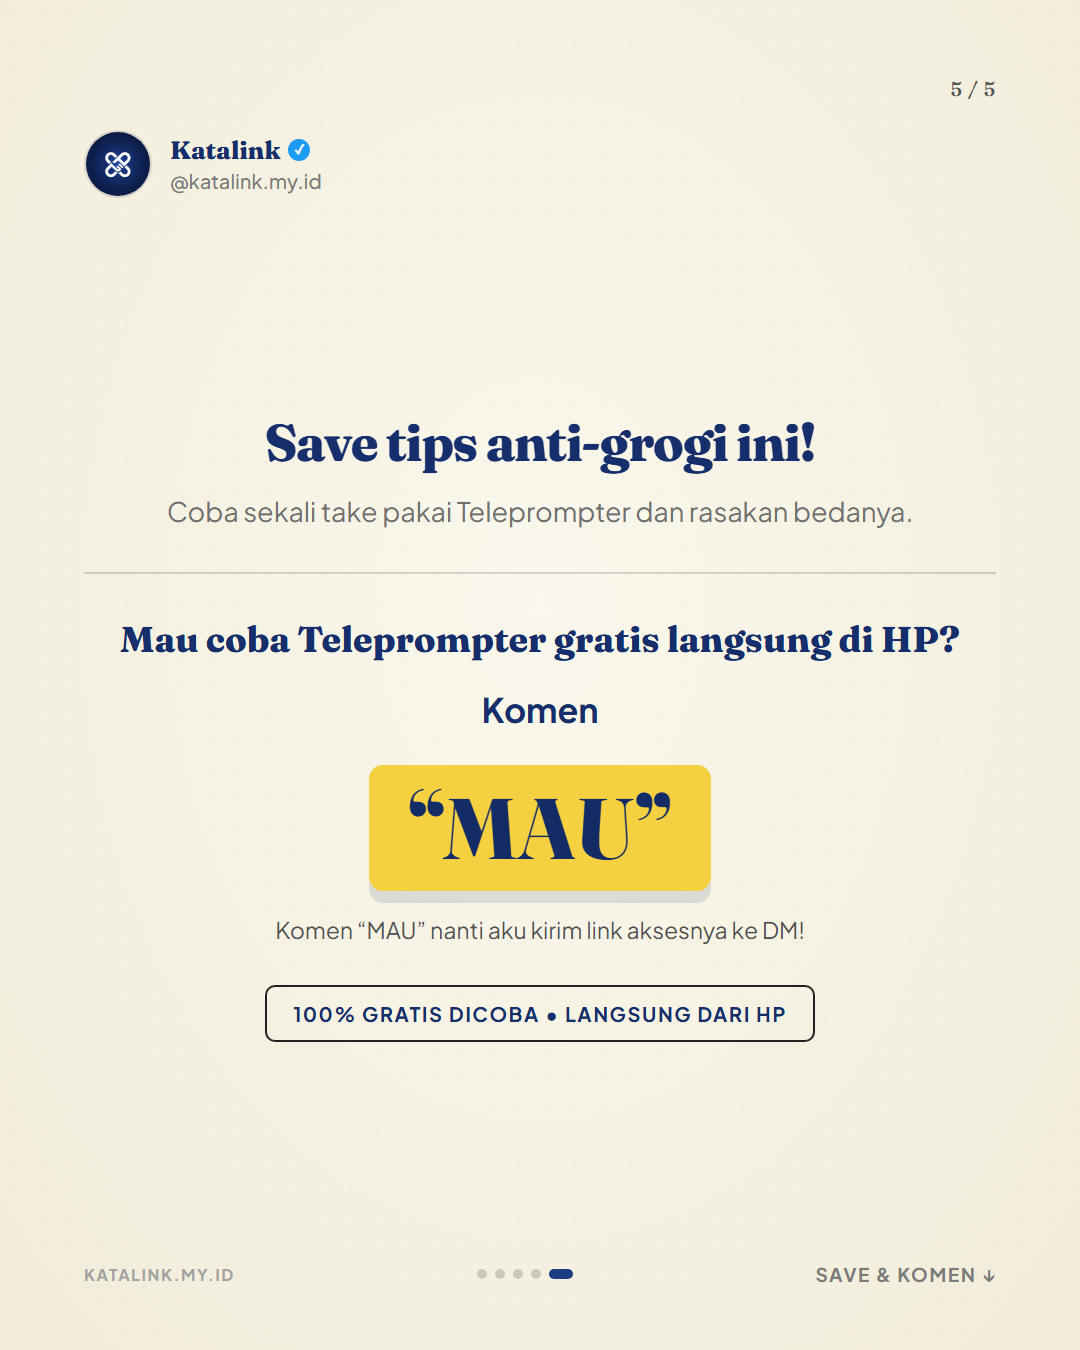 5 / 5
Katalink
@katalink.my.id
Save tips anti-grogi ini!
Coba sekali take pakai Teleprompter dan rasakan bedanya.
Mau coba Teleprompter gratis langsung di HP?
Komen
“MAU”
Komen “MAU” nanti aku kirim link aksesnya ke DM!
100% GRATIS DICOBA • LANGSUNG DARI HP
KATALINK.MY.ID
SAVE & KOMEN ↓